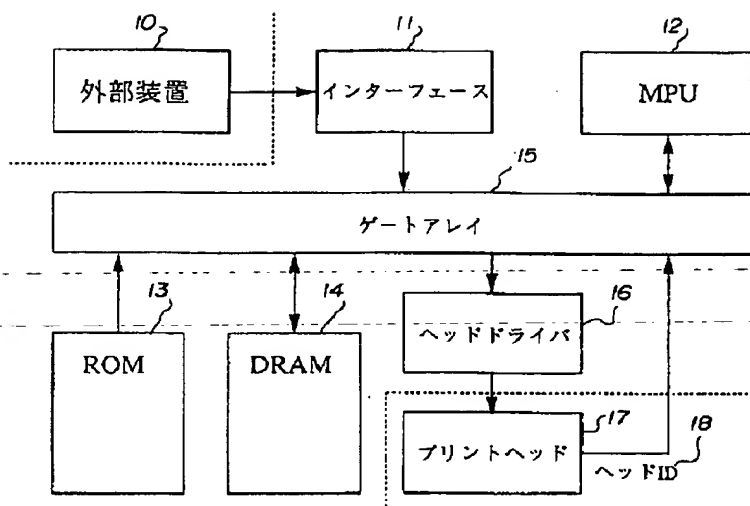 10
11
12
外部装置
インターフェース
MPU
15
ゲートアレイ
13
14
16
ROM
DRAM
ヘッドドライバ
17
18
プリントヘッド
ヘッドID